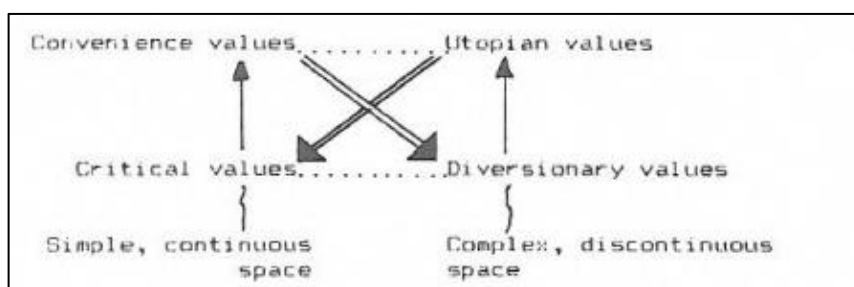 Convenience values..........Utopian values
Critical values..........Diversionary values
Simple, continuous space
Complex, discontinuous space